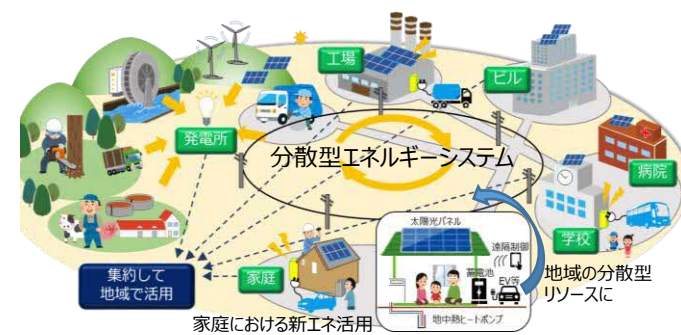 工場
ビル
発電所
分散型エネルギーシステム
病院
太陽光パネル
遠隔制御
学校
蓄電池
EV等
地域の分散型
リソースに
集約して
地域で活用
家庭
地中熱ヒートポンプ
家庭における新エネ活用